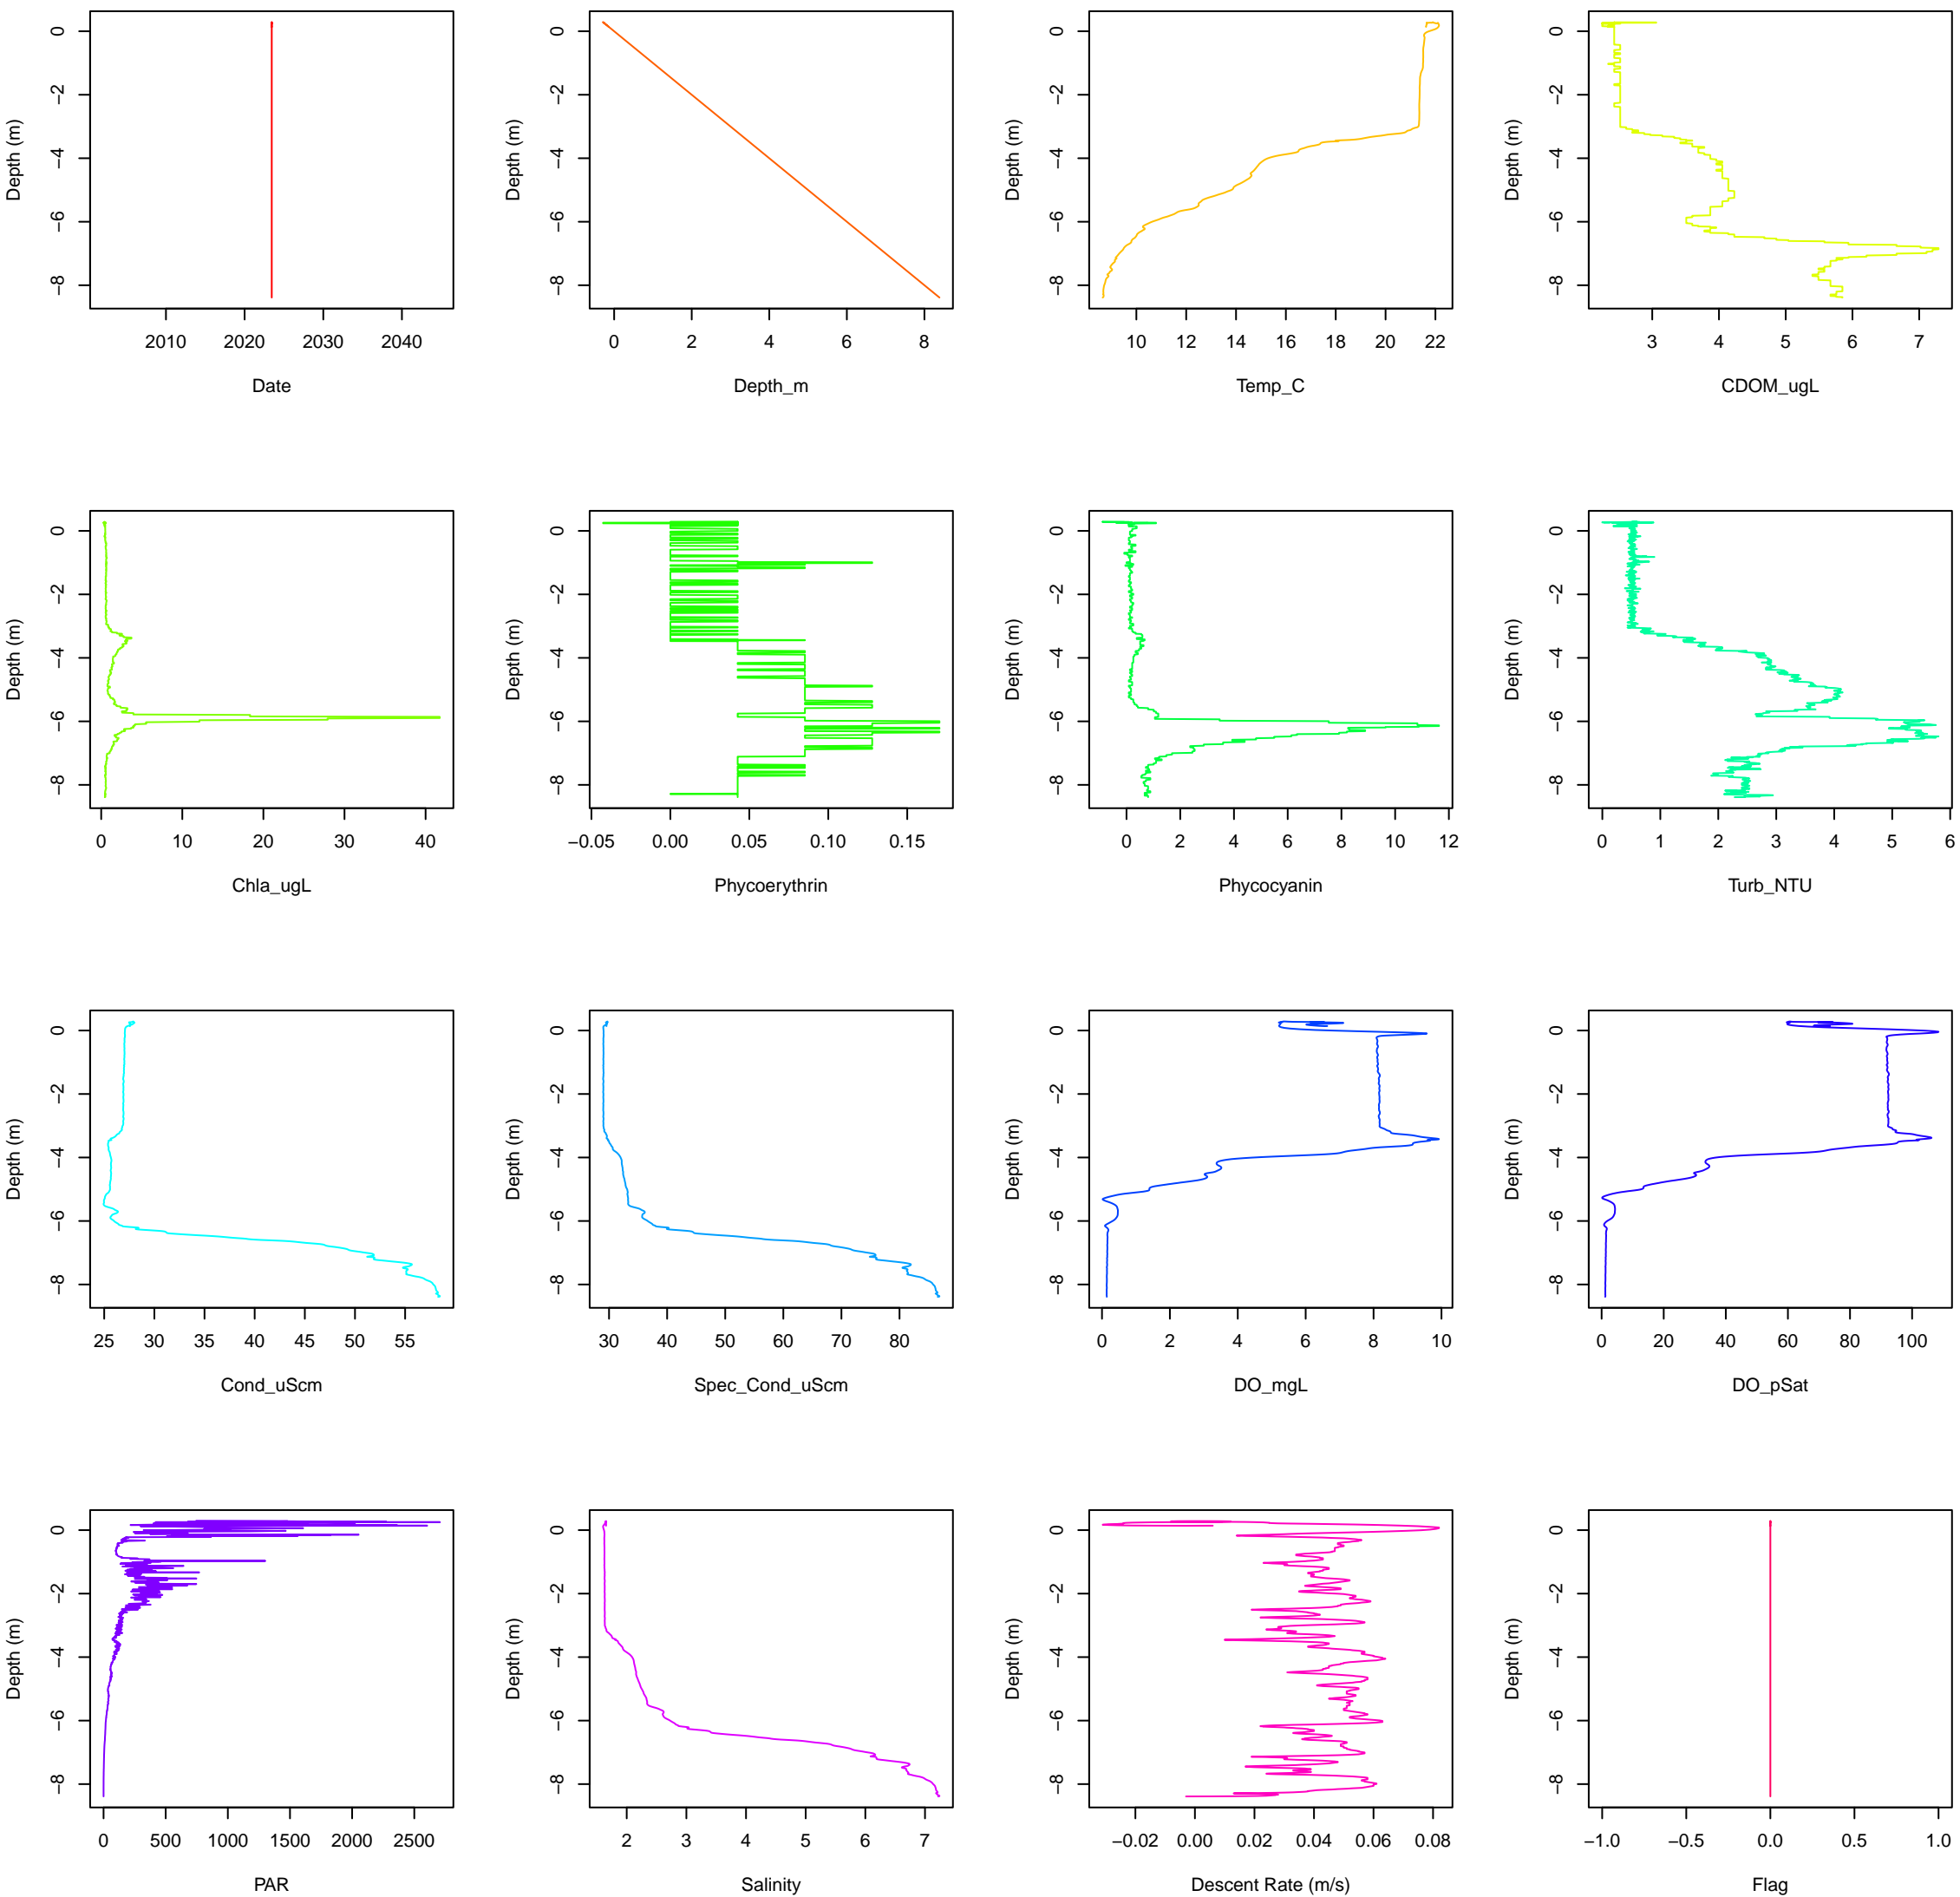 Depth (m)
0
−2
−4
−6
−8
2010 2020 2030 2040
Date
Depth (m)
0
−2
−4
−6
−8
0 2 4 6 8
Depth_m
Depth (m)
0
−2
−4
−6
−8
10 12 14 16 18 20 22
Temp_C
Depth (m)
0
−2
−4
−6
−8
3 4 5 6 7
CDOM_ugL
Depth (m)
0
−2
−4
−6
−8
0 10 20 30 40
Chla_ugL
Depth (m)
0
−2
−4
−6
−8
−0.05 0.00 0.05 0.10 0.15
Phycoerythrin
Depth (m)
0
−2
−4
−6
−8
0 2 4 6 8 10 12
Phycocyanin
Depth (m)
0
−2
−4
−6
−8
0 1 2 3 4 5 6
Turb_NTU
Depth (m)
0
−2
−4
−6
−8
25 30 35 40 45 50 55
Cond_uScm
Depth (m)
0
−2
−4
−6
−8
30 40 50 60 70 80
Spec_Cond_uScm
Depth (m)
0
−2
−4
−6
−8
0 2 4 6 8 10
DO_mgL
Depth (m)
0
−2
−4
−6
−8
0 20 40 60 80 100
DO_pSat
Depth (m)
0
−2
−4
−6
−8
0 500 1000 1500 2000 2500
PAR
Depth (m)
0
−2
−4
−6
−8
2 3 4 5 6 7
Salinity
Depth (m)
0
−2
−4
−6
−8
−0.02 0.00 0.02 0.04 0.06 0.08
Descent Rate (m/s)
Depth (m)
0
−2
−4
−6
−8
−1.0 −0.5 0.0 0.5 1.0
Flag